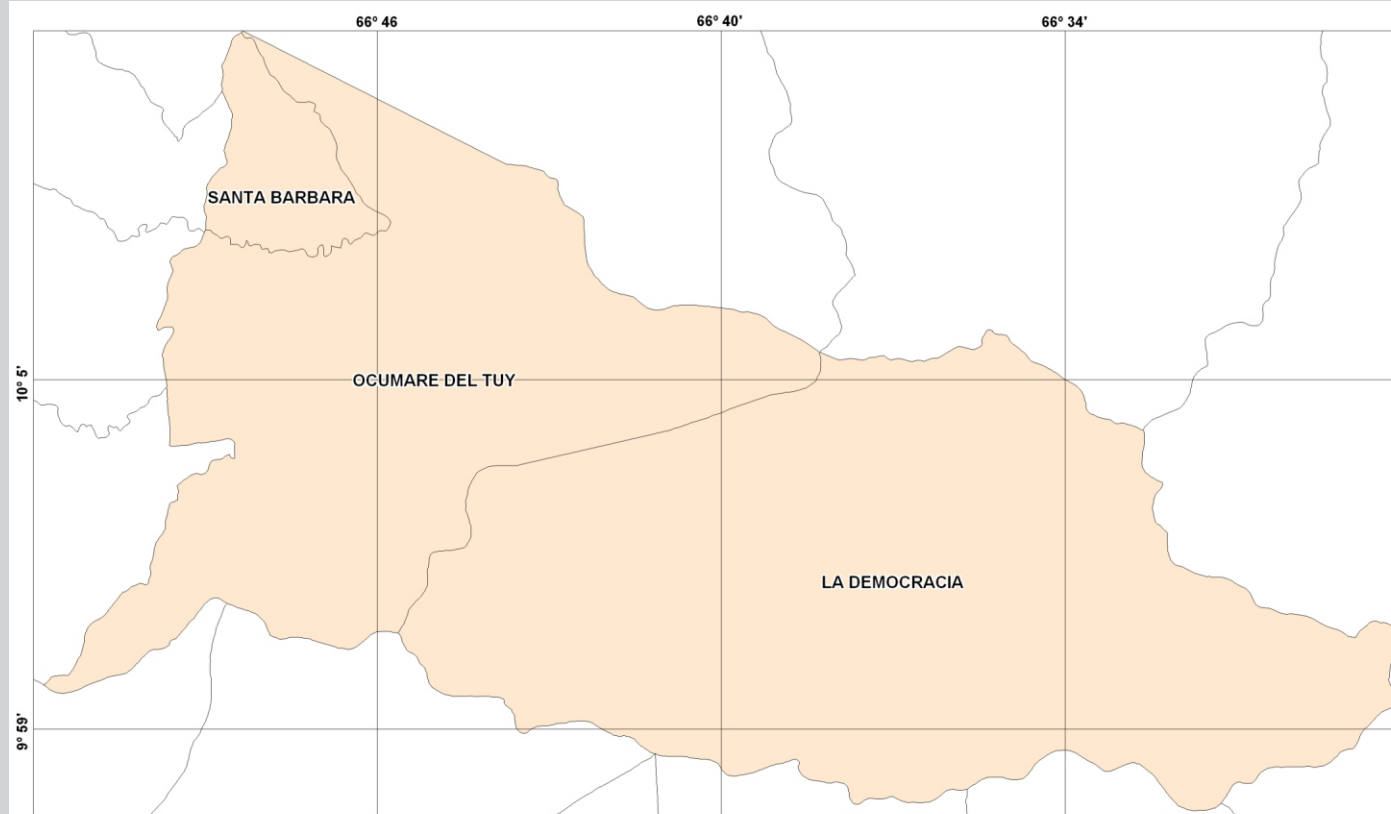 66° 46
66° 40'
66° 34'
SANTA BARBARA
10° 5'
OCUMARE DEL TUY
LA DEMOCRACIA
9° 59'